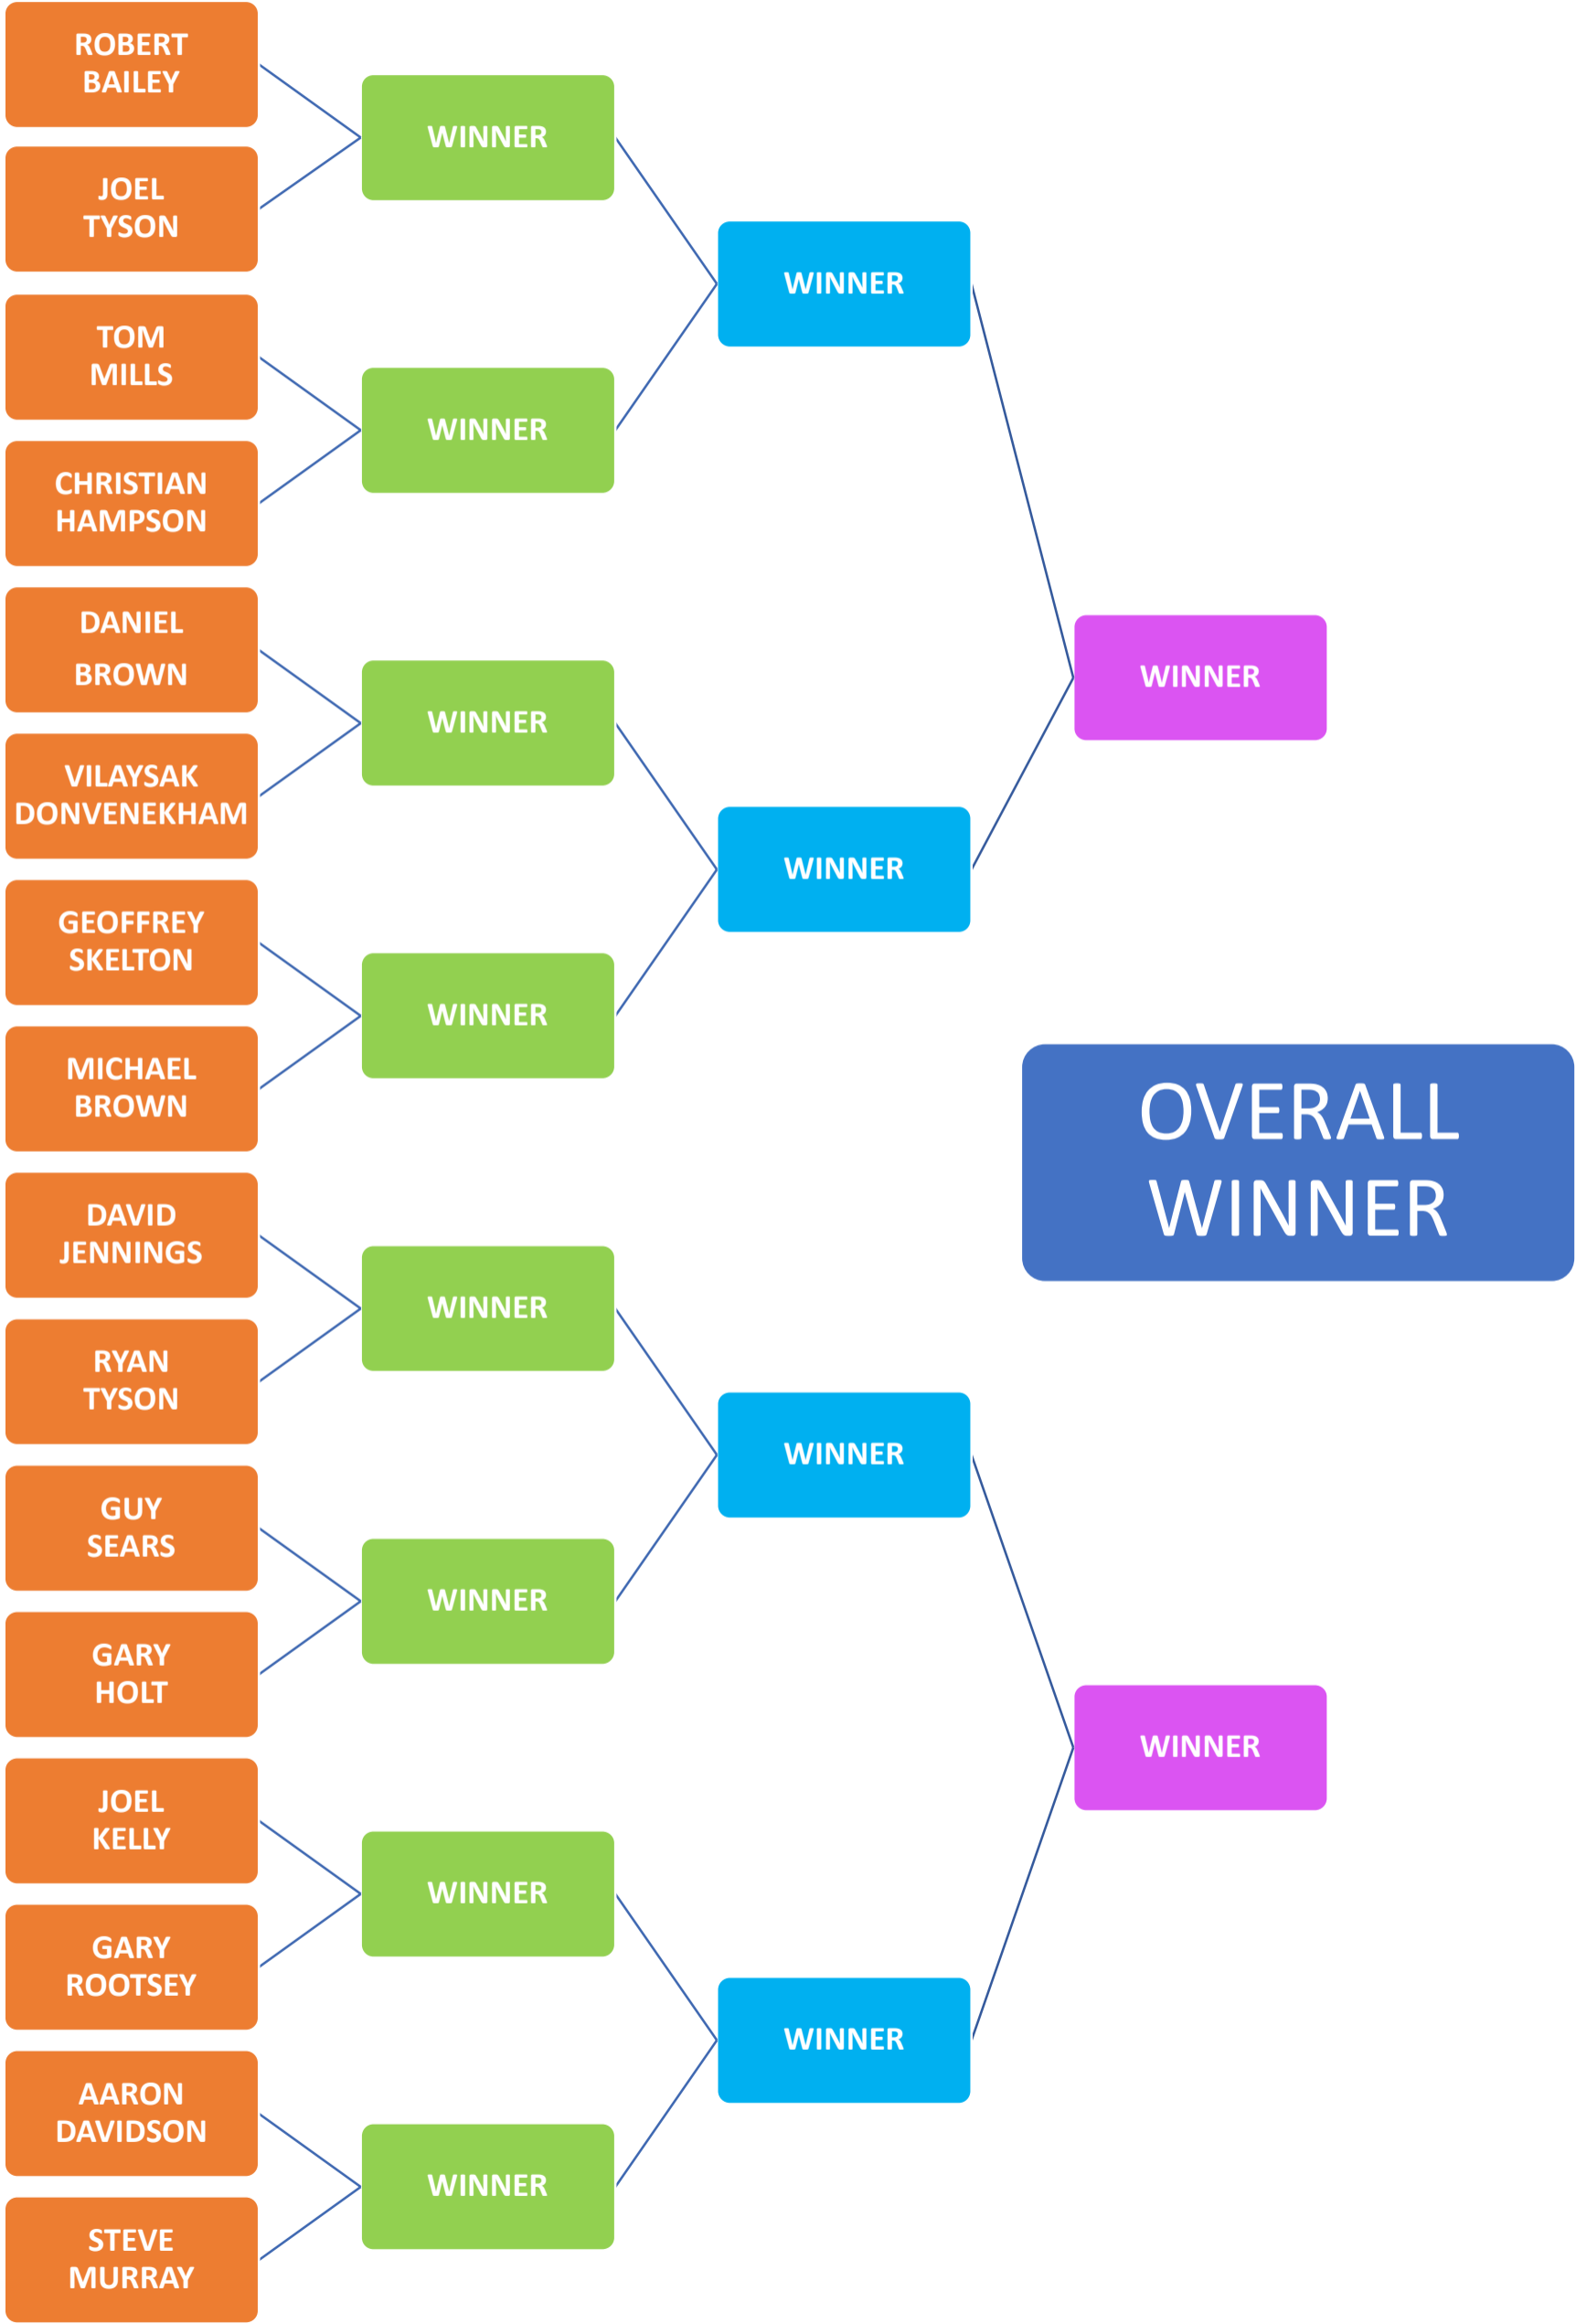 ROBERT
BAILEY
JOEL
TYSON
TOM
MILLS
CHRISTIAN
HAMPSON
DANIEL
BROWN
VILAYSAK
DONVENEKHAM
GEOFFREY
SKELTON
MICHAEL
BROWN
DAVID
JENNINGS
RYAN
TYSON
GUY
SEARS
GARY
HOLT
JOEL
KELLY
GARY
ROOTSEY
AARON
DAVIDSON
STEVE
MURRAY
WINNER
WINNER
WINNER
WINNER
WINNER
WINNER
WINNER
WINNER
WINNER
WINNER
WINNER
WINNER
WINNER
WINNER
OVERALL
WINNER